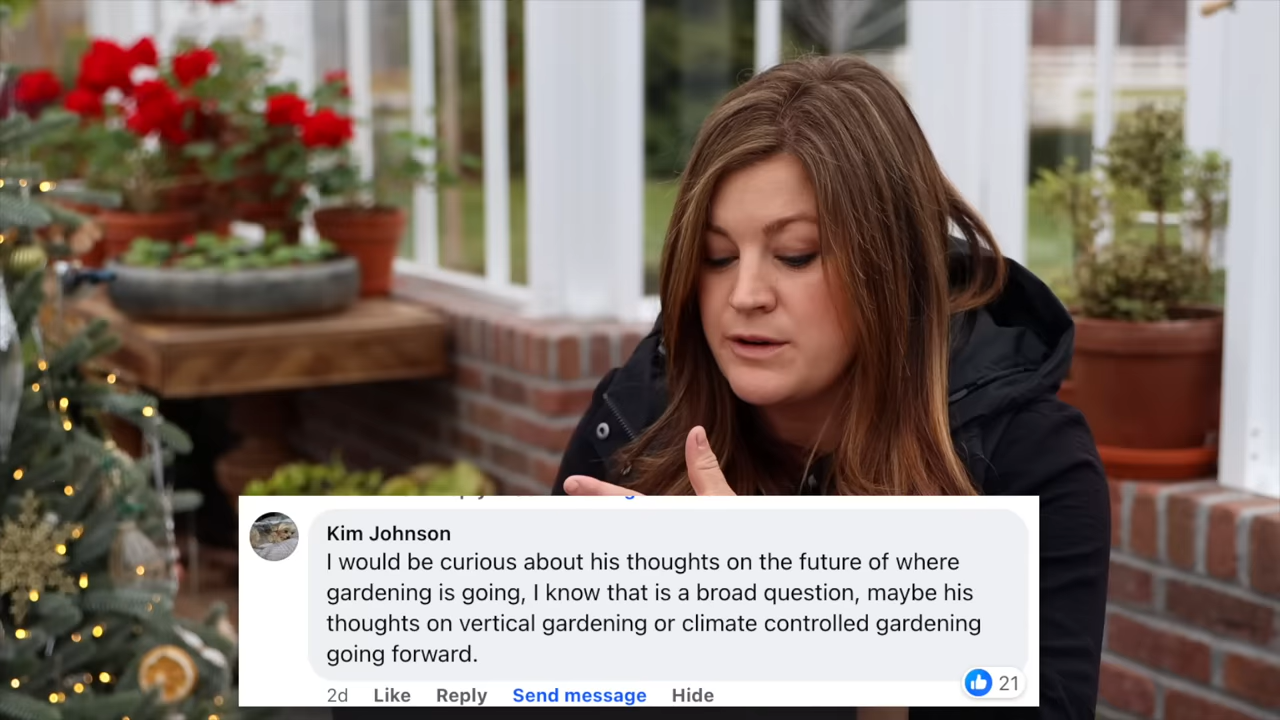 Kim Johnson
I would be curious about his thoughts on the future of where
gardening is going, I know that is a broad question, maybe his
thoughts on vertical gardening or climate controlled gardening
going forward.
2d Like Reply Send message Hide
21